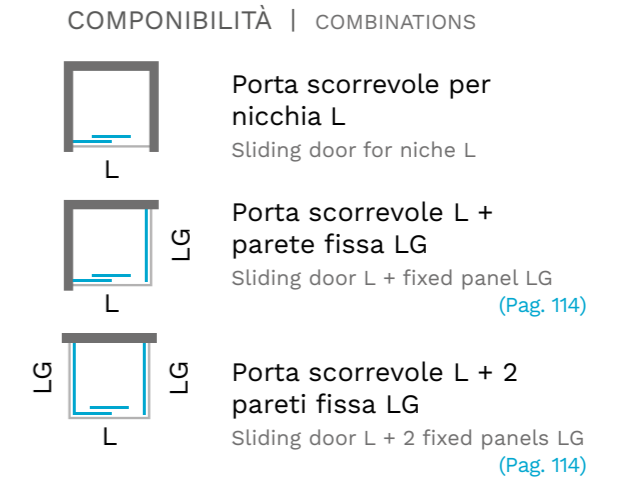 COMPONIBILITÀ | COMBINATIONS
Porta scorrevole per
nicchia L
Sliding door for niche L
L
Porta scorrevole L +
parete fissa LG
Sliding door L + fixed panel LG
(Pag. 114)
LG
L
LG
LG
L
Porta scorrevole L + 2
pareti fissa LG
Sliding door L + 2 fixed panels LG
(Pag. 114)